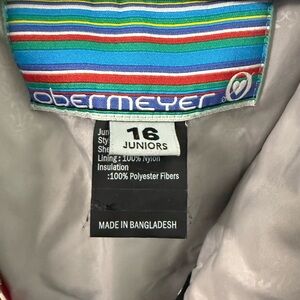 obermeyer
16
JUNIORS
Lining: 100% Nylon
Insulation
:100% Polyester Fibers
MADE IN BANGLADESH